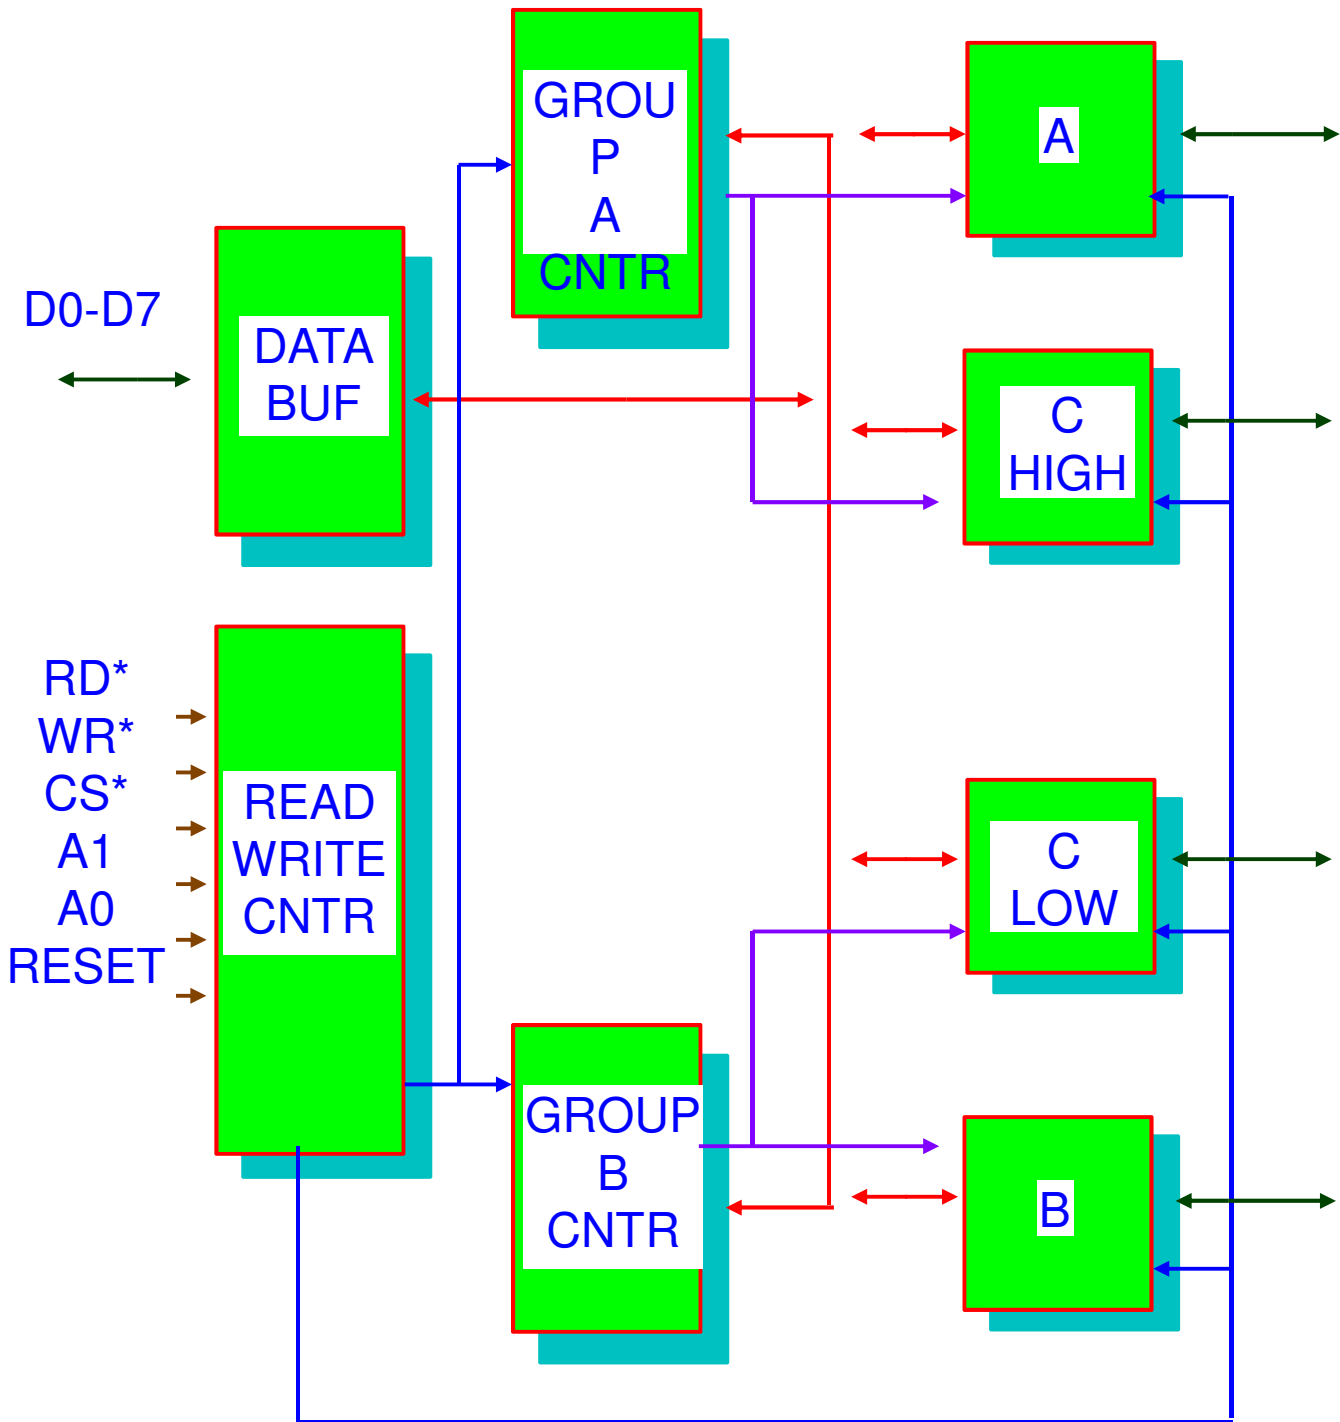 GROU
P
A
CNTR
A
D0-D7
DATA
BUF
C
HIGH
RD*
WR*
CS*
A1
A0
RESET
READ
WRITE
CNTR
C
LOW
GROUP
B
CNTR
B